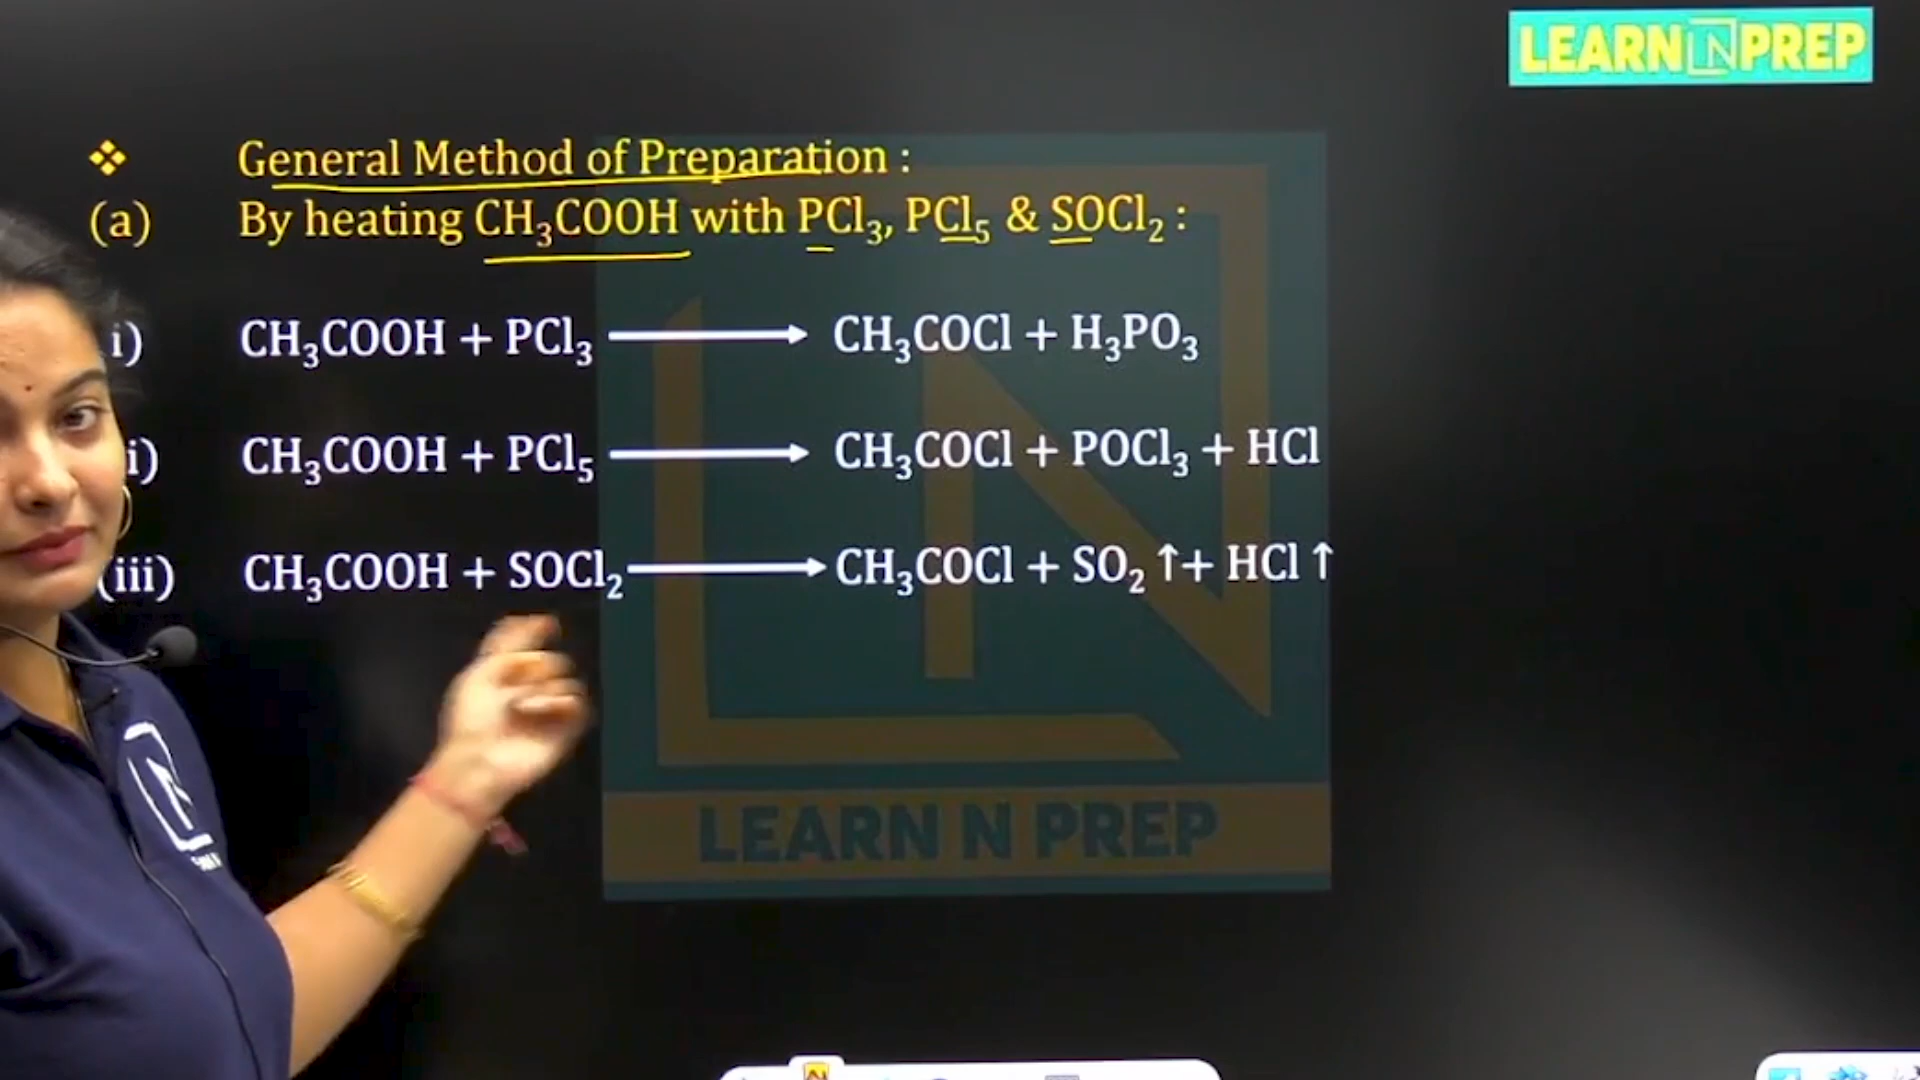 LEARN N PREP
❖ General Method of Preparation :
(a) By heating CH₃COOH with PCl₃, PCl₅ & SOCl₂ :
i) CH₃COOH + PCl₃ ⟶ CH₃COCl + H₃PO₃
i) CH₃COOH + PCl₅ ⟶ CH₃COCl + POCl₃ + HCl
(iii) CH₃COOH + SOCl₂ ⟶ CH₃COCl + SO₂ ↑+ HCl ↑
LEARN N PREP